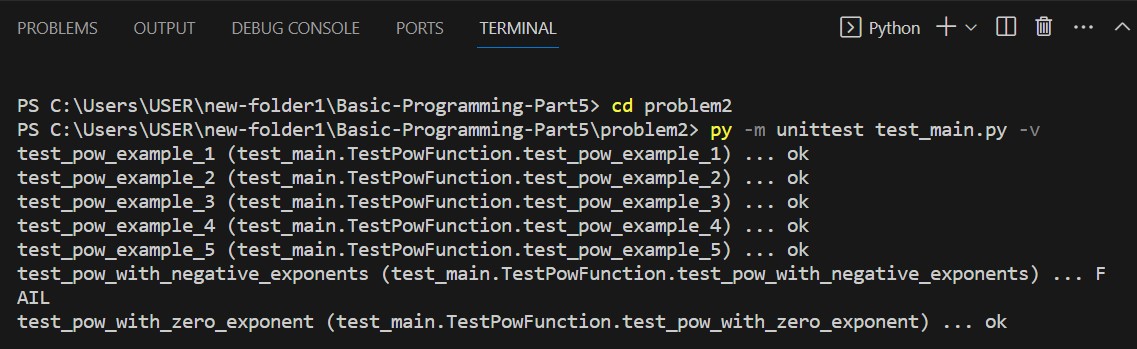 PROBLEMS OUTPUT DEBUG CONSOLE PORTS TERMINAL Python
PS C:\Users\USER\new-folder1\Basic-Programming-Part5> cd problem2
PS C:\Users\USER\new-folder1\Basic-Programming-Part5\problem2> py -m unittest test_main.py -v
test_pow_example_1 (test_main.TestPowFunction.test_pow_example_1) ... ok
test_pow_example_2 (test_main.TestPowFunction.test_pow_example_2) ... ok
test_pow_example_3 (test_main.TestPowFunction.test_pow_example_3) ... ok
test_pow_example_4 (test_main.TestPowFunction.test_pow_example_4) ... ok
test_pow_example_5 (test_main.TestPowFunction.test_pow_example_5) ... ok
test_pow_with_negative_exponents (test_main.TestPowFunction.test_pow_with_negative_exponents) ... F
AIL
test_pow_with_zero_exponent (test_main.TestPowFunction.test_pow_with_zero_exponent) ... ok